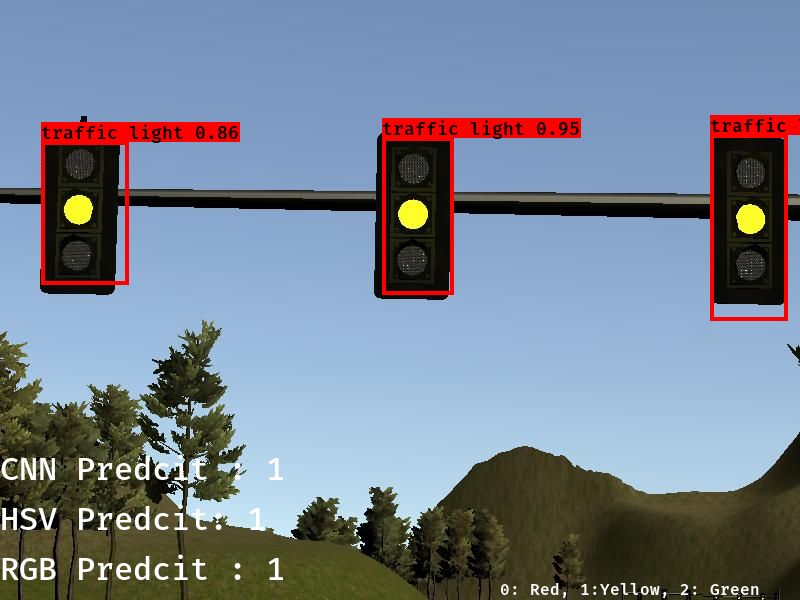 traffic light 0.86
traffic light 0.95
traffic
CNN Predcit : 1
HSV Predcit: 1
RGB Predcit : 1
0: Red, 1:Yellow, 2: Green